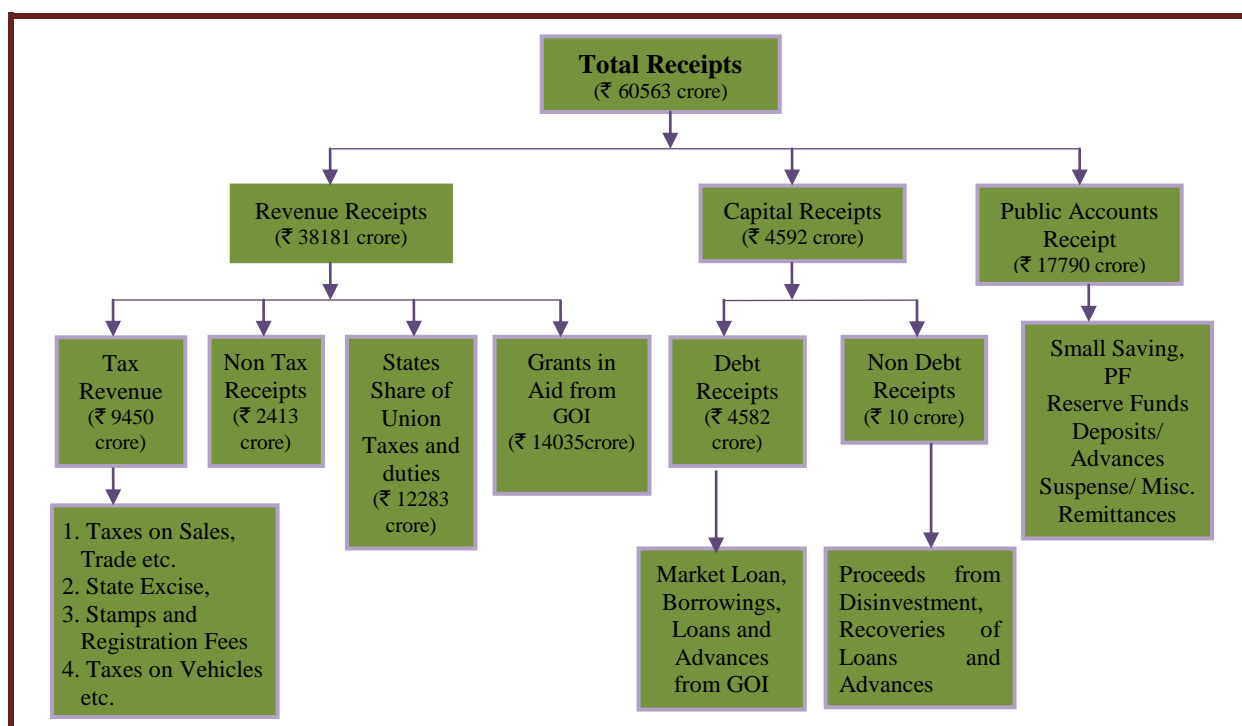 Total Receipts
(₹ 60563 crore)
Revenue Receipts
(₹ 38181 crore)
Capital Receipts
(₹ 4592 crore)
Public Accounts
Receipt
(₹ 17790 crore)
Tax
Revenue
(₹ 9450
crore)
Non Tax
Receipts
(₹ 2413
crore)
States
Share of
Union
Taxes and
duties
(₹ 12283
crore)
Grants in
Aid from
GOI
(₹ 14035crore)
Debt
Receipts
(₹ 4582
crore)
Non Debt
Receipts
(₹ 10 crore)
Small Saving,
PF
Reserve Funds
Deposits/
Advances
Suspense/ Misc.
Remittances
1. Taxes on Sales,
Trade etc.
2. State Excise,
3. Stamps and
Registration Fees
4. Taxes on Vehicles
etc.
Market Loan,
Borrowings,
Loans and
Advances
from GOI
Proceeds from
Disinvestment,
Recoveries of
Loans and
Advances